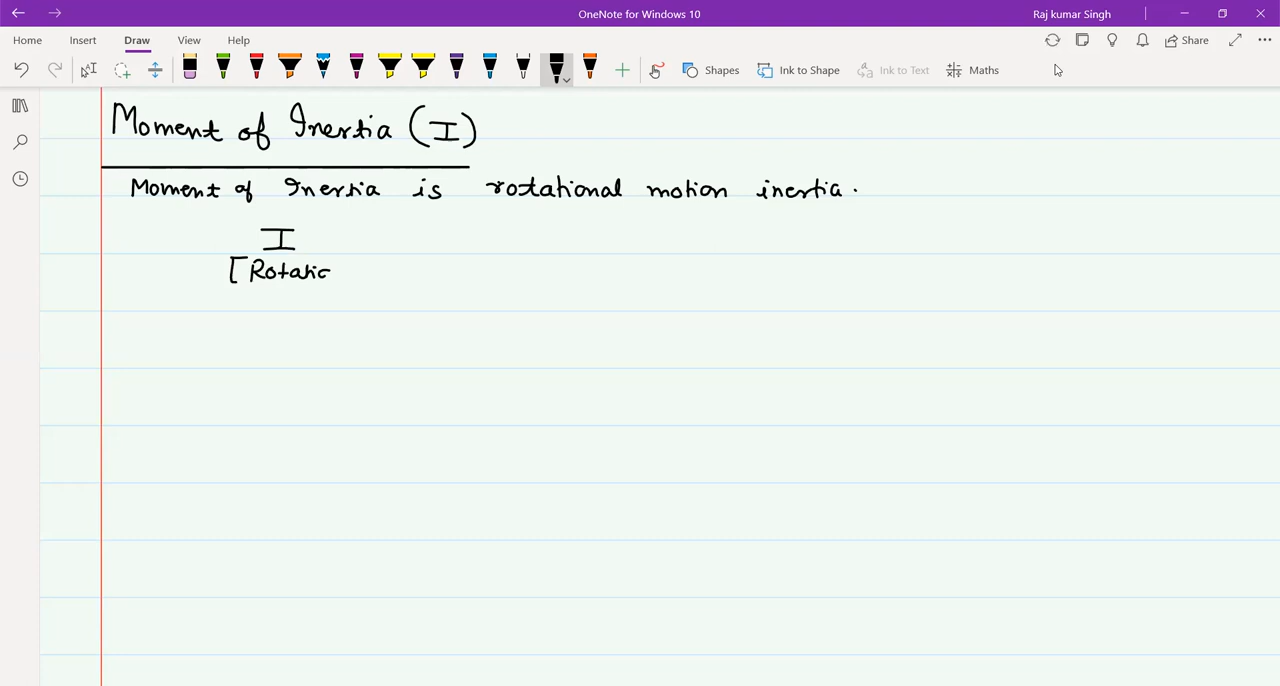 OneNote for Windows 10
Raj kumar Singh
Home Insert Draw View Help
Share
Shapes Ink to Shape Ink to Text Maths
Moment of Inertia (I)
Moment of Inertia is rotational motion inertia.
I
[Rotatio